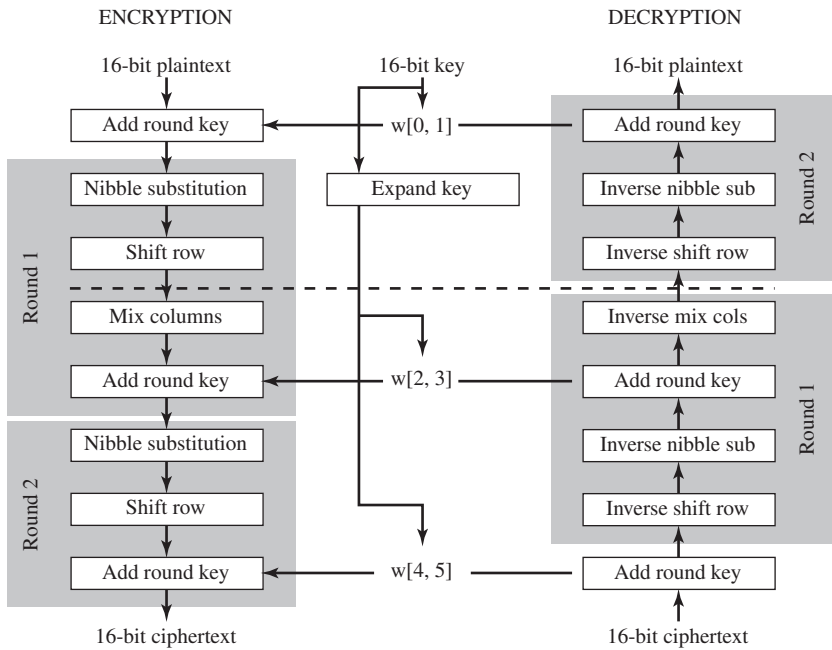 ENCRYPTION
DECRYPTION
16-bit plaintext
16-bit key
16-bit plaintext
Add round key
w[0, 1]
Add round key
Nibble substitution
Expand key
Inverse nibble sub
Round 2
Shift row
Inverse shift row
Round 1
Mix columns
Inverse mix cols
Add round key
w[2, 3]
Add round key
Round 1
Nibble substitution
Inverse nibble sub
Round 2
Shift row
Inverse shift row
Add round key
w[4, 5]
Add round key
16-bit ciphertext
16-bit ciphertext